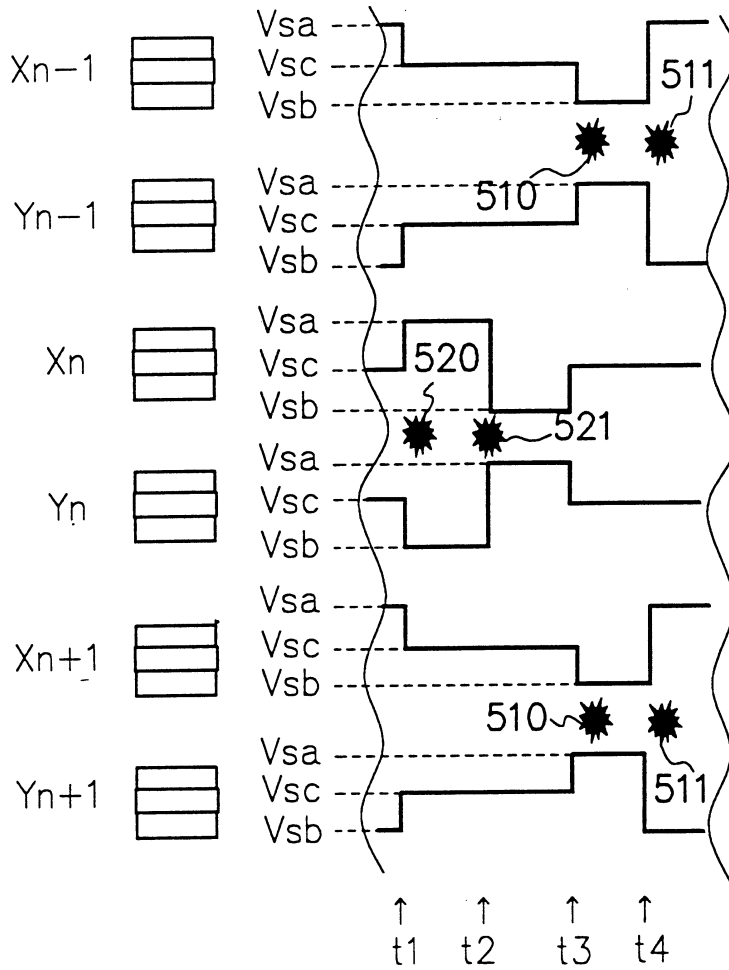 Xn-1
Vsa
Vsc
Vsb
510
511
Yn-1
Vsa
Vsc
Vsb
Xn
Vsa
Vsc
Vsb
520
521
Yn
Vsa
Vsc
Vsb
Xn+1
Vsa
Vsc
Vsb
510
511
Yn+1
Vsa
Vsc
Vsb
t1 t2 t3 t4